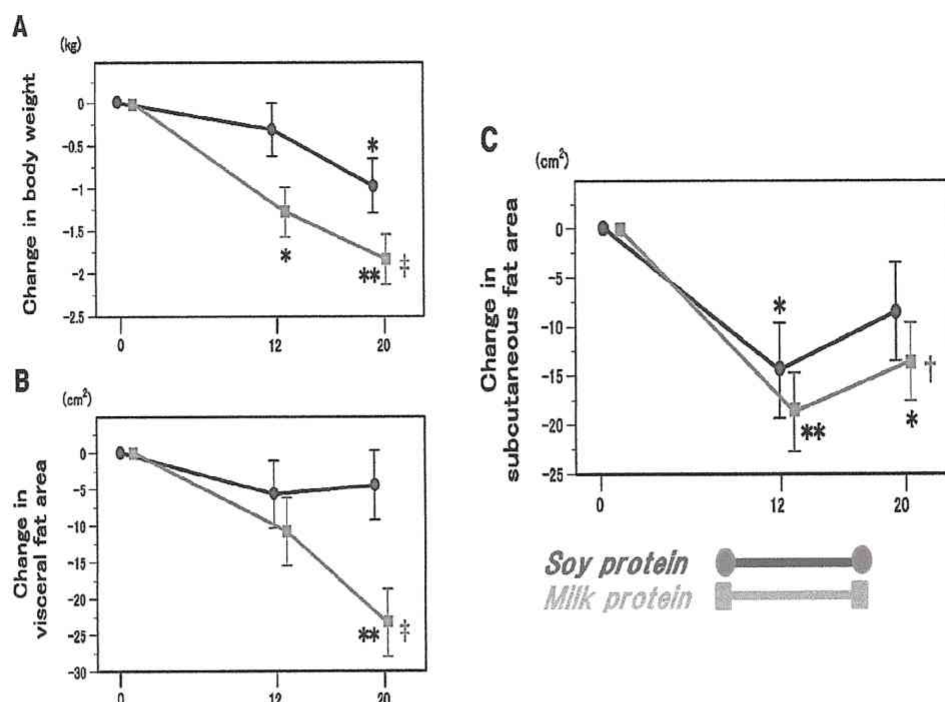 A
(kg)
Change in body weight
0
-0.5
-1
-1.5
-2
-2.5
*
*
**
‡
0
12
20
B
(cm2)
Change in
visceral fat area
0
-5
-10
-15
-20
-25
-30
**
‡
0
12
20
C
(cm2)
Change in
subcutaneous fat area
0
-5
-10
-15
-20
-25
*
**
*
†
0
12
20
Soy protein
Milk protein